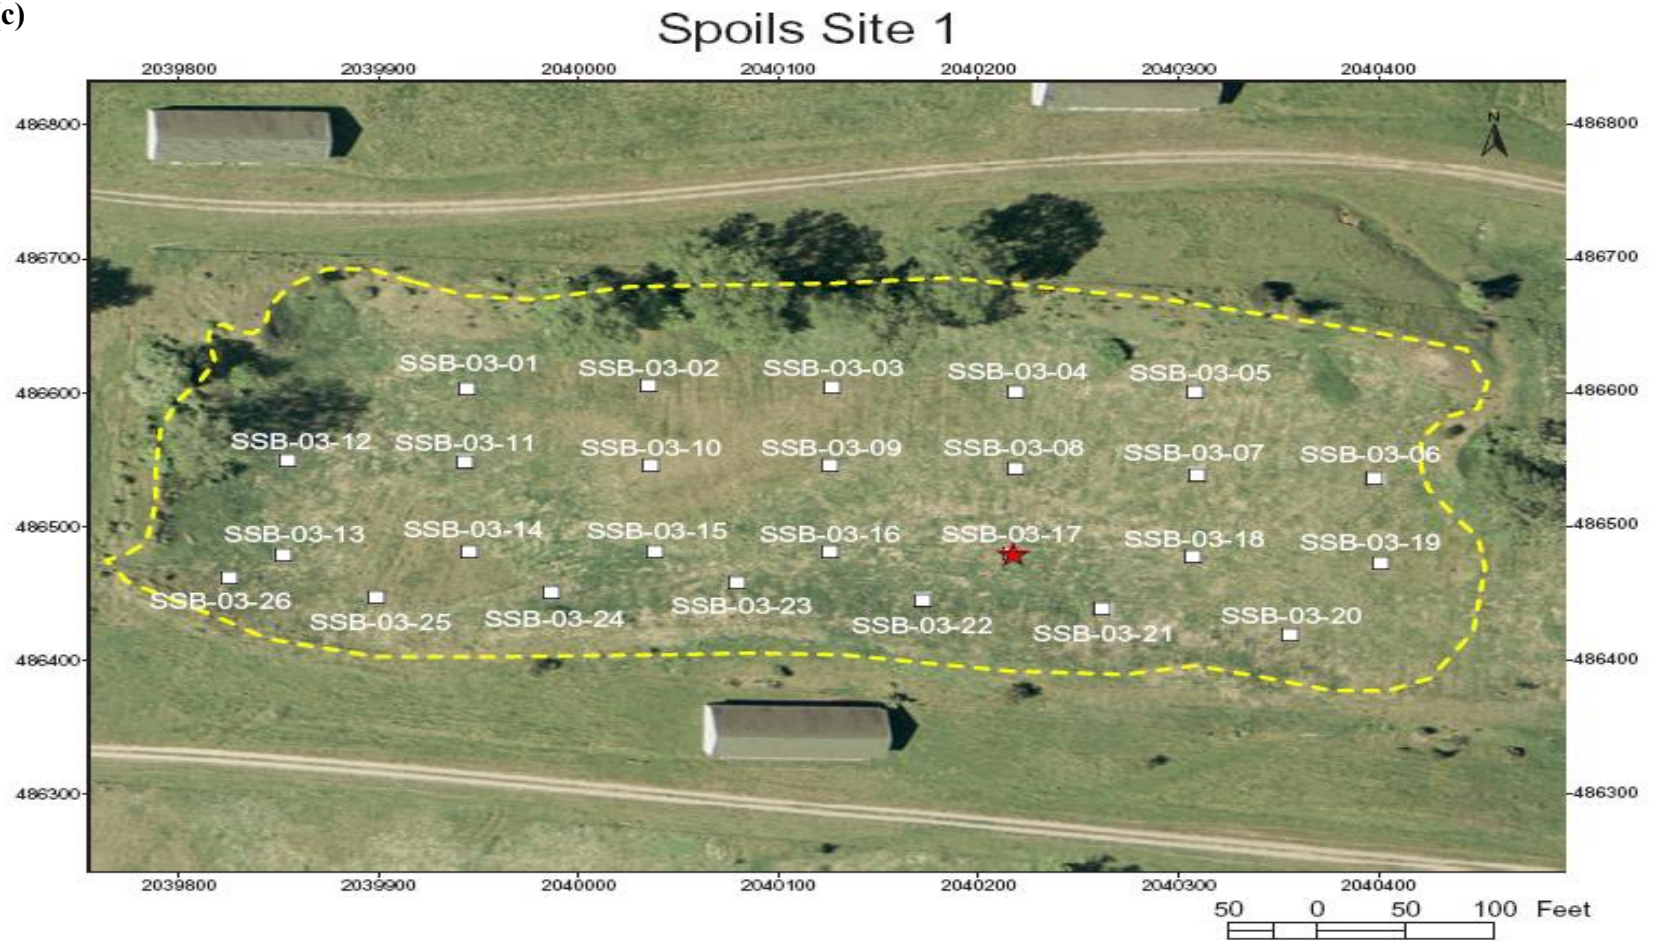 c)
Spoils Site 1
2039800 2039900 2040000 2040100 2040200 2040300 2040400
486800 486800
N
486700 486700
SSB-03-01 SSB-03-02 SSB-03-03 SSB-03-04 SSB-03-05
486600 486600
SSB-03-12 SSB-03-11 SSB-03-10 SSB-03-09 SSB-03-08 SSB-03-07 SSB-03-06
486500 486500
SSB-03-13 SSB-03-14 SSB-03-15 SSB-03-16 SSB-03-17 SSB-03-18 SSB-03-19
SSB-03-26 SSB-03-25 SSB-03-24 SSB-03-23 SSB-03-22 SSB-03-21 SSB-03-20
486400 486400
486300 486300
2039800 2039900 2040000 2040100 2040200 2040300 2040400
50 0 50 100 Feet